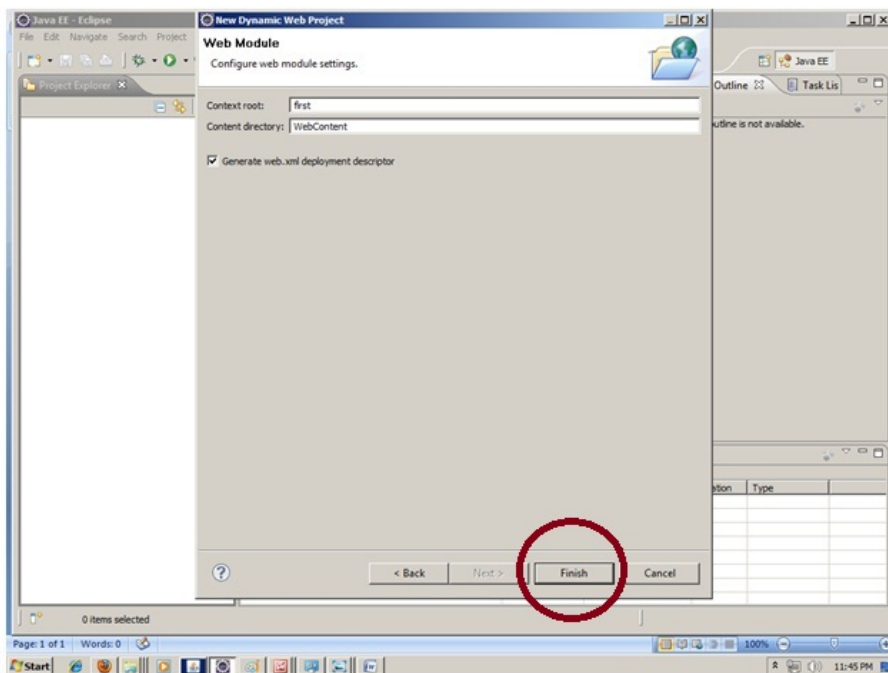 Java EE - Eclipse
New Dynamic Web Project
File Edit Navigate Search Project
Web Module
Configure web module settings.
Java EE
Project Explorer
Outline
Task Lis
Context root: first
Content directory: WebContent
utline is not available.
Generate web.xml deployment descriptor
ation Type
< Back Next > Finish Cancel
0 items selected
Page: 1 of 1 Words: 0 100%
Start 11:45 PM